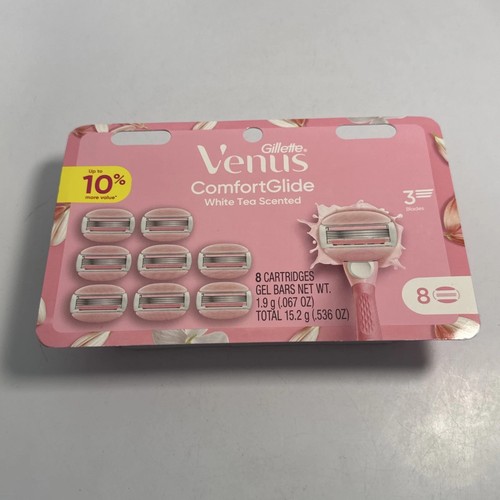 Up to
10%
more value*
Gillette®
Venus
ComfortGlide
White Tea Scented
3
Blades
8 CARTRIDGES
GEL BARS NET WT.
1.9 g (.067 OZ)
TOTAL 15.2 g (.536 OZ)
8